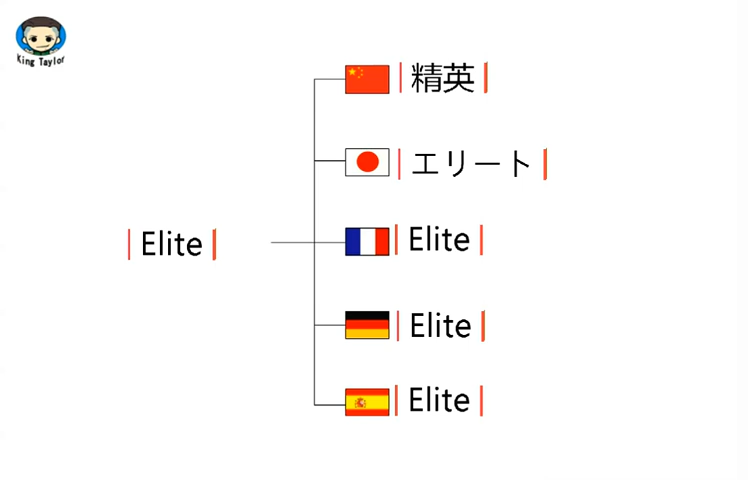 King Taylor
精英
エリート
Elite
Elite
Elite
Elite